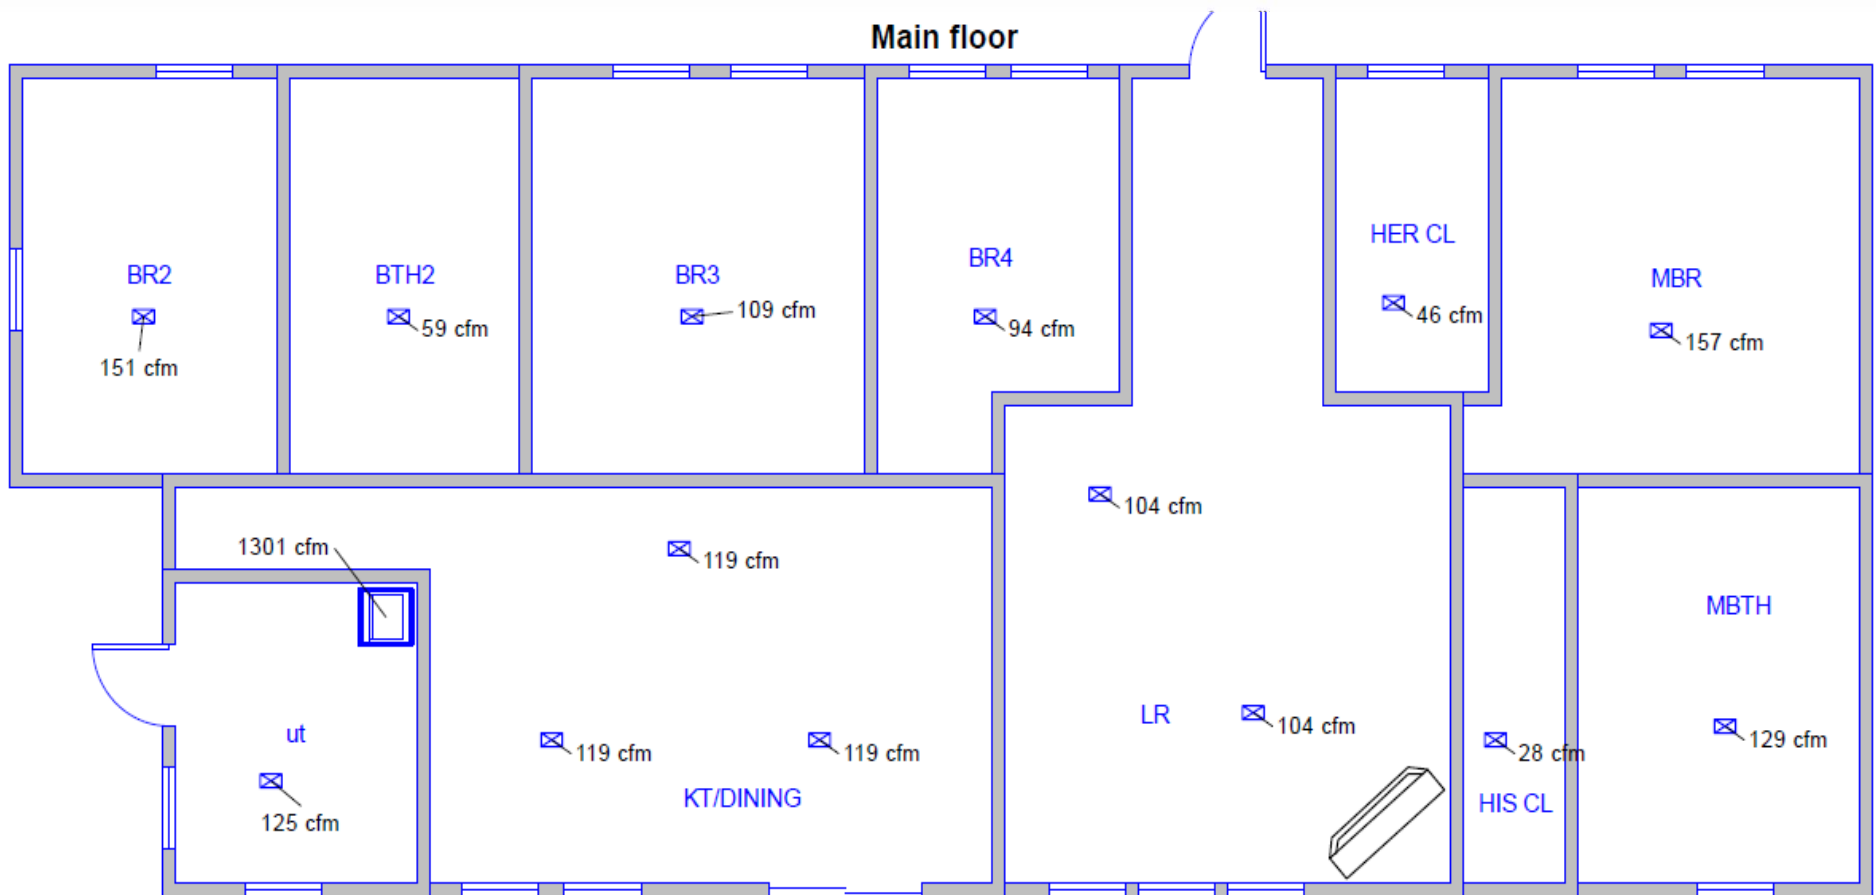 Main floor
BR2
151 cfm
BTH2
59 cfm
BR3
109 cfm
BR4
94 cfm
HER CL
46 cfm
MBR
157 cfm
104 cfm
1301 cfm
119 cfm
MBTH
ut
125 cfm
119 cfm
119 cfm
KT/DINING
LR
104 cfm
28 cfm
HIS CL
129 cfm